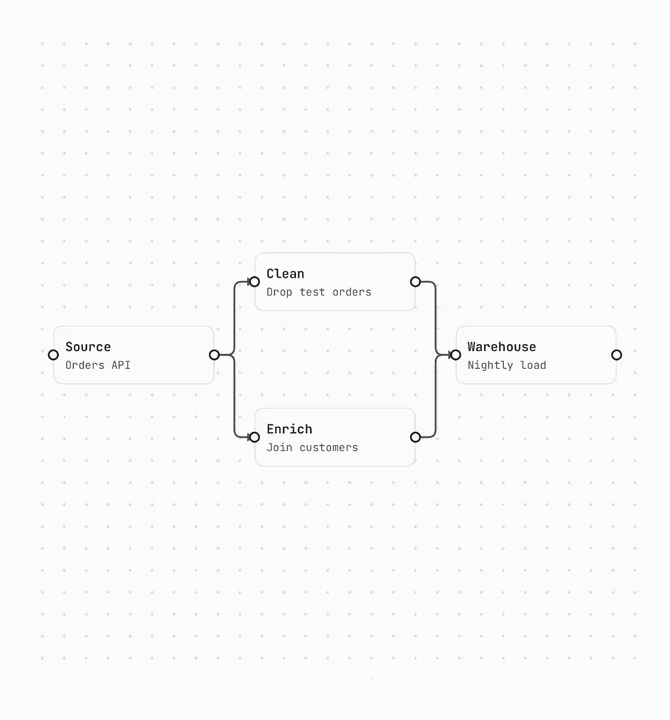 Clean
Drop test orders
Source
Orders API
Warehouse
Nightly load
Enrich
Join customers